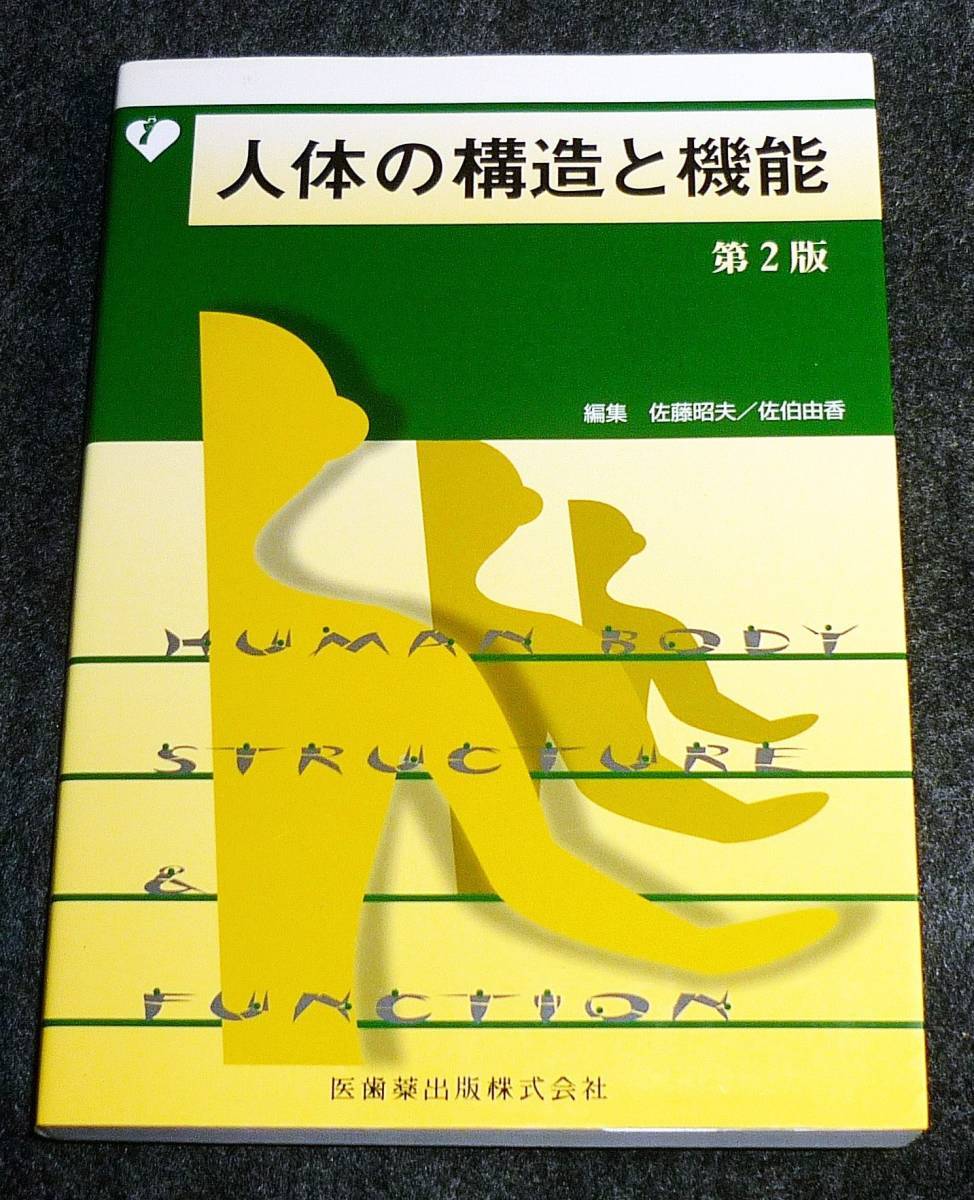 人体の構造と機能
第2版
編集 佐藤昭夫／佐伯由香
HUMAN BODY
STRUCTURE
&
FUNCTION
医歯薬出版株式会社